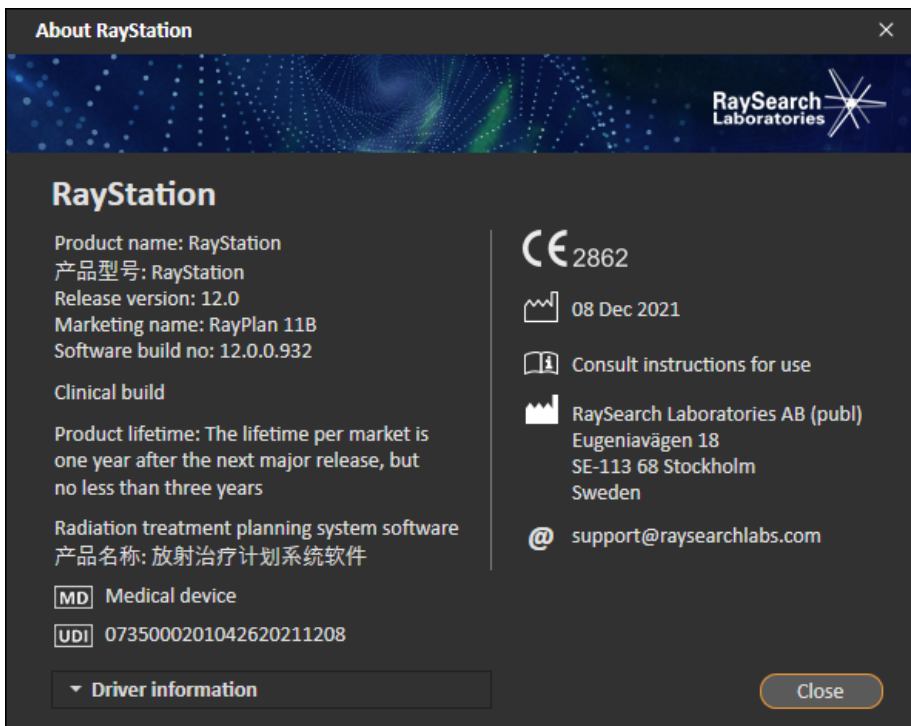 About RayStation
RaySearch
Laboratories
RayStation
Product name: RayStation
产品型号: RayStation
Release version: 12.0
Marketing name: RayPlan 11B
Software build no: 12.0.0.932
Clinical build
Product lifetime: The lifetime per market is
one year after the next major release, but
no less than three years
Radiation treatment planning system software
产品名称: 放射治疗计划系统软件
MD Medical device
UDI 0735000201042620211208
Driver information
CE 2862
08 Dec 2021
Consult instructions for use
RaySearch Laboratories AB (publ)
Eugeniavägen 18
SE-113 68 Stockholm
Sweden
@ support@raysearchlabs.com
Close